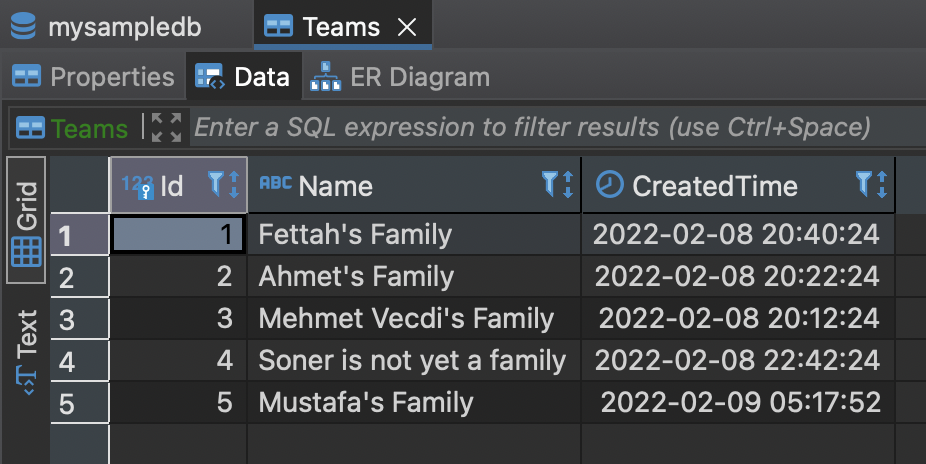 mysampledb Teams
Properties Data ER Diagram
Teams Enter a SQL expression to filter results (use Ctrl+Space)
Grid
Text
123 Id ABC Name CreatedTime
1 1 Fettah's Family 2022-02-08 20:40:24
2 2 Ahmet's Family 2022-02-08 20:22:24
3 3 Mehmet Vecdi's Family 2022-02-08 20:12:24
4 4 Soner is not yet a family 2022-02-08 22:42:24
5 5 Mustafa's Family 2022-02-09 05:17:52